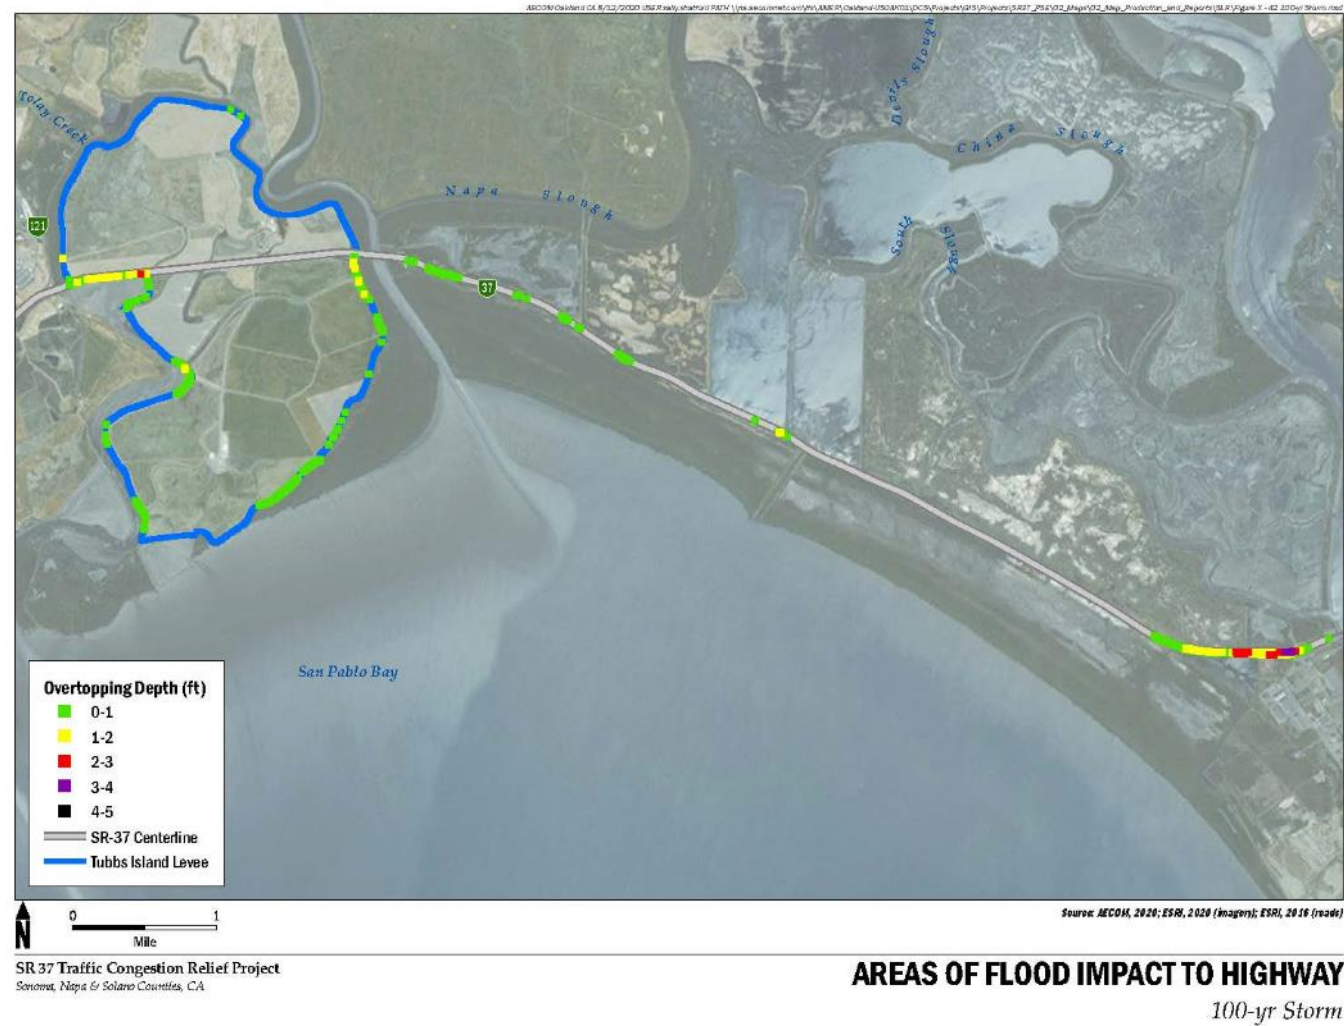 olay Creek
121
Napa Slough
Devils Slough
China Slough
South Slough
37
San Pablo Bay
Overtopping Depth (ft)
0-1
1-2
2-3
3-4
4-5
SR-37 Centerline
Tubbs Island Levee
N
0 1
Mile
Source: AECOM, 2020; ESRI, 2020 (imagery); ESRI, 2016 (roads)
SR 37 Traffic Congestion Relief Project
Sonoma, Napa & Solano Counties, CA
AREAS OF FLOOD IMPACT TO HIGHWAY
100-yr Storm